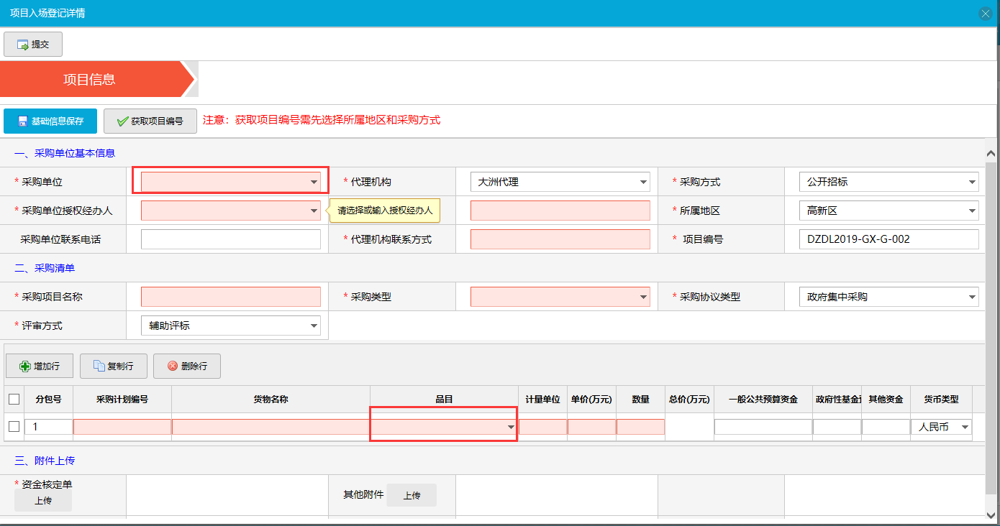 项目入场登记详情
提交
项目信息
基础信息保存 获取项目编号 注意：获取项目编号需先选择所属地区和采购方式
一、采购单位基本信息
* 采购单位 * 代理机构 大洲代理 * 采购方式 公开招标
* 采购单位授权经办人 请选择或输入授权经办人 * 所属地区 高新区
采购单位联系电话 * 代理机构联系方式 * 项目编号 DZDL2019-GX-G-002
二、采购清单
* 采购项目名称 * 采购类型 * 采购协议类型 政府集中采购
* 评审方式 辅助评标
增加行 复制行 删除行
分包号 采购计划编号 货物名称 品目 计量单位 单价(万元) 数量 总价(万元) 一般公共预算资金 政府性基金 其他资金 货币类型
1 人民币
三、附件上传
* 资金核定单
上传
其他附件 上传